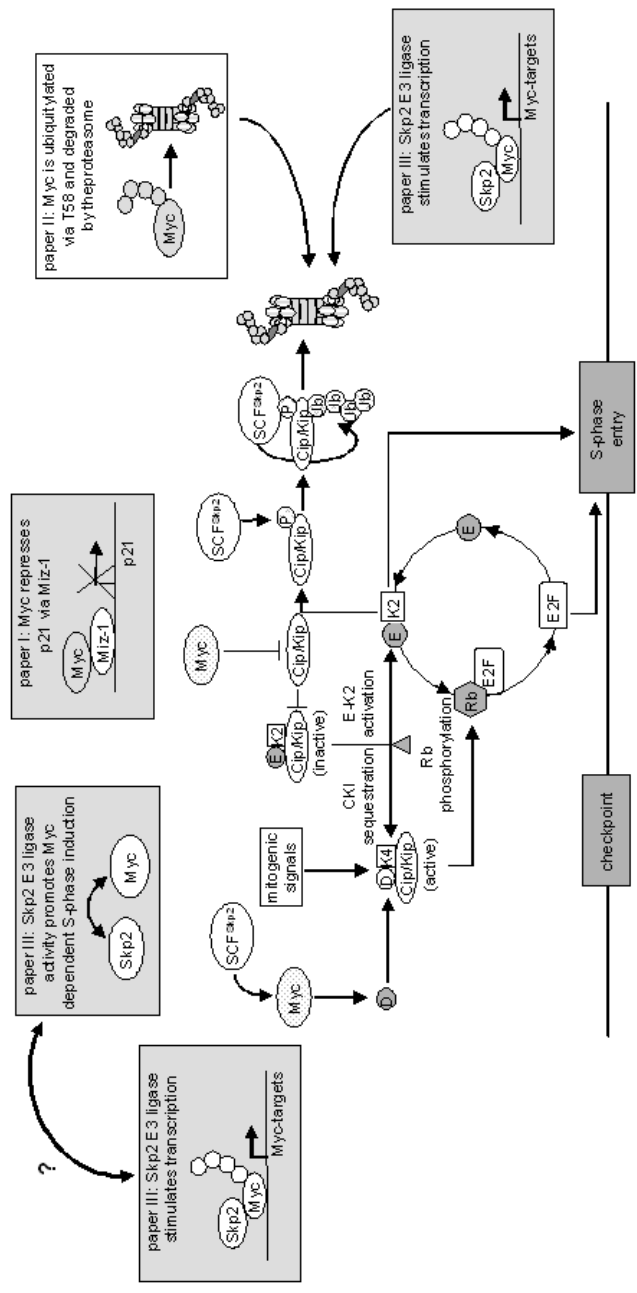 ?
paper III: Skp2 E3 ligase
stimulates transcription
Skp2
Myc
Myc-targets
paper III: Skp2 E3 ligase
activity promotes Myc
dependent S-phase induction
Skp2
Myc
paper I: Myc represses
p21 via Miz-1
Myc
Miz-1
p21
paper II: Myc is ubiquitylated
via T58 and degraded
by theproteasome
Myc
SCFSkp2
Myc
D
mitogenic
signals
D
K4
Cip/Kip
(active)
E
K2
Cip/Kip
(inactive)
Myc
Cip/Kip
SCFSkp2
P
Cip/Kip
SCFSkp2
P
Cip/Kip
Ub
Ub
Ub
Ub
CKI
sequestration
E-K2
activation
Rb
phosphorylation
K2
E
E
Rb
E2F
E2F
paper III: Skp2 E3 ligase
stimulates transcription
Skp2
Myc
Myc-targets
checkpoint
S-phase
entry